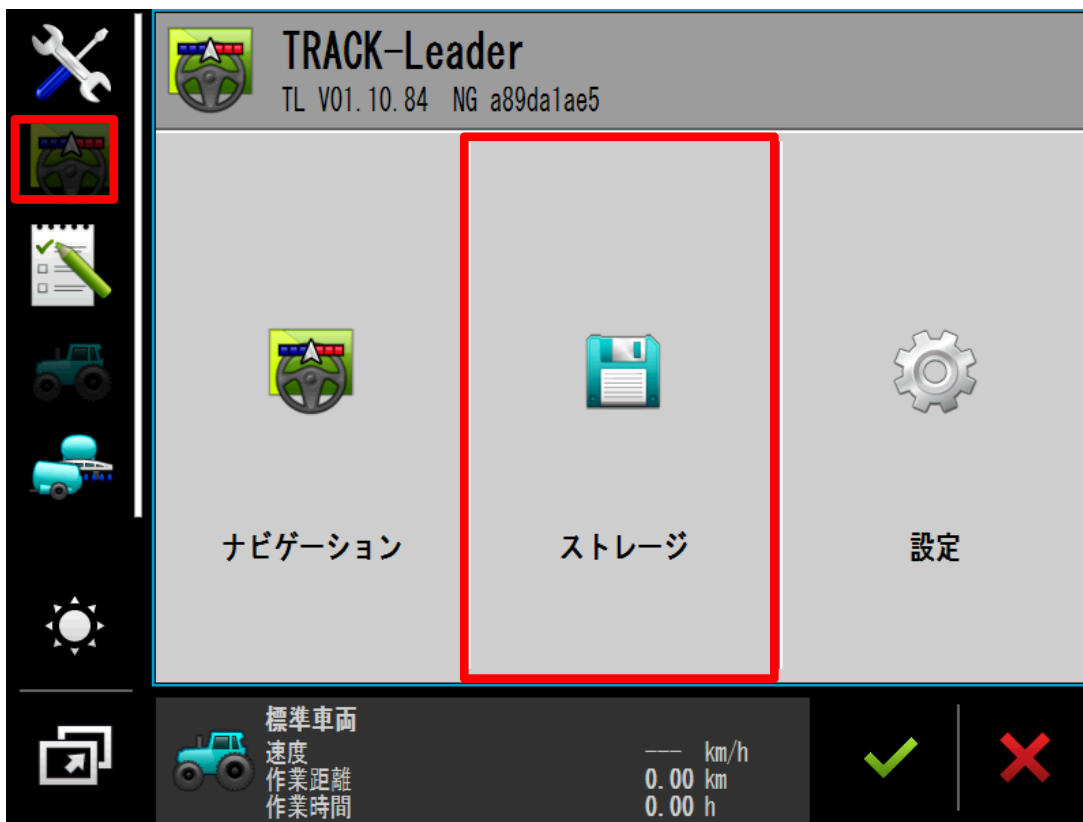 TRACK-Leader
TL V01.10.84 NG a89da1ae5
ナビゲーション
ストレージ
設定
標準車両
速度 --- km/h
作業距離 0.00 km
作業時間 0.00 h